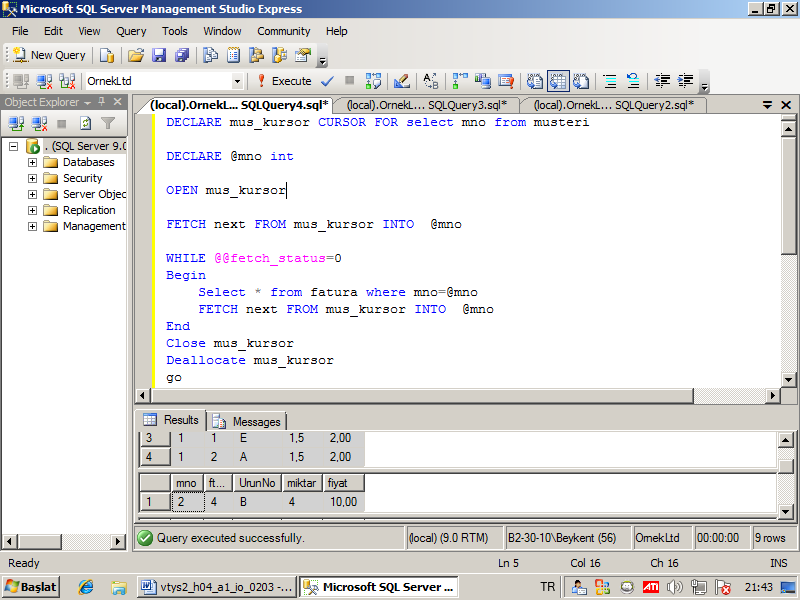 Microsoft SQL Server Management Studio Express
File Edit View Query Tools Window Community Help
New Query
OrnekLtd Execute
Object Explorer
(local).OrnekL... SQLQuery4.sql* (local).OrnekL... SQLQuery3.sql* (local).OrnekL... SQLQuery2.sql*
. (SQL Server 9.0
Databases
Security
Server Objec
Replication
Management
DECLARE mus_kursor CURSOR FOR select mno from musteri
DECLARE @mno int
OPEN mus_kursor
FETCH next FROM mus_kursor INTO @mno
WHILE @@fetch_status=0
Begin
Select * from fatura where mno=@mno
FETCH next FROM mus_kursor INTO @mno
End
Close mus_kursor
Deallocate mus_kursor
go
Results Messages
3 1 1 E 1,5 2,00
4 1 2 A 1,5 2,00
mno ft... UrunNo miktar fiyat
1 2 4 B 4 10,00
Query executed successfully. (local) (9.0 RTM) B2-30-10\Beykent (56) OrnekLtd 00:00:00 9 rows
Ready Ln 5 Col 16 Ch 16 INS
Başlat vtys2_h04_a1_io_0203 -... Microsoft SQL Server ... TR ATI 21:43